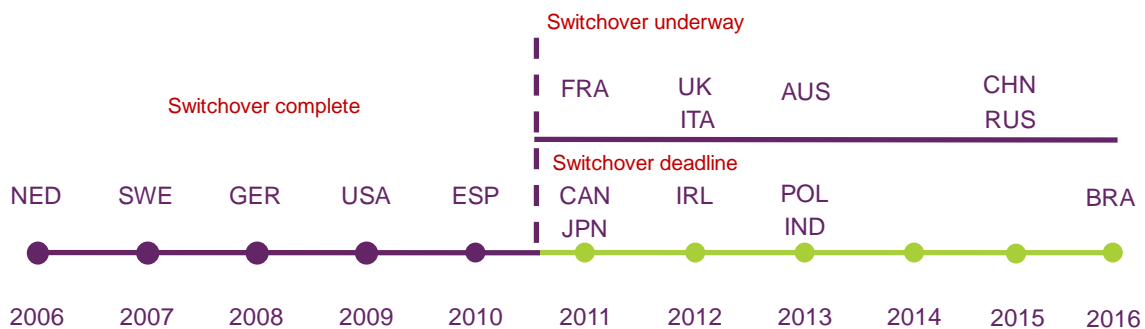 Switchover underway
FRA UK AUS CHN
Switchover complete
ITA RUS
Switchover deadline
NED SWE GER USA ESP CAN IRL POL BRA
JPN IND
2006 2007 2008 2009 2010 2011 2012 2013 2014 2015 2016